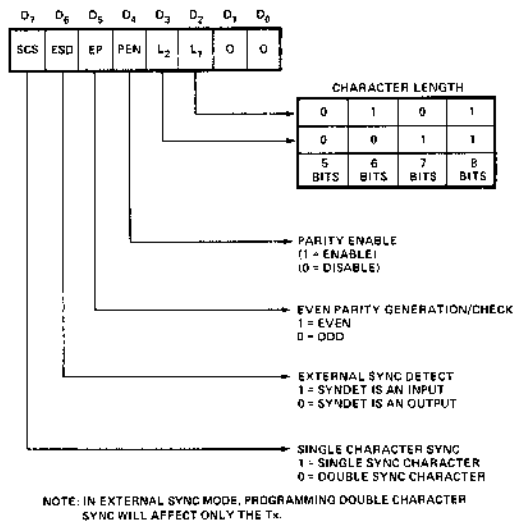 D7 D6 D5 D4 D3 D2 D1 D0
SCS ESD EP PEN L2 L1 0 0
CHARACTER LENGTH
0 1 0 1
0 0 1 1
5 BITS 6 BITS 7 BITS 8 BITS
PARITY ENABLE
(1 = ENABLE)
(0 = DISABLE)
EVEN PARITY GENERATION/CHECK
1 = EVEN
0 = ODD
EXTERNAL SYNC DETECT
1 = SYNDET IS AN INPUT
0 = SYNDET IS AN OUTPUT
SINGLE CHARACTER SYNC
1 = SINGLE SYNC CHARACTER
0 = DOUBLE SYNC CHARACTER
NOTE: IN EXTERNAL SYNC MODE, PROGRAMMING DOUBLE CHARACTER
SYNC WILL AFFECT ONLY THE Tx.